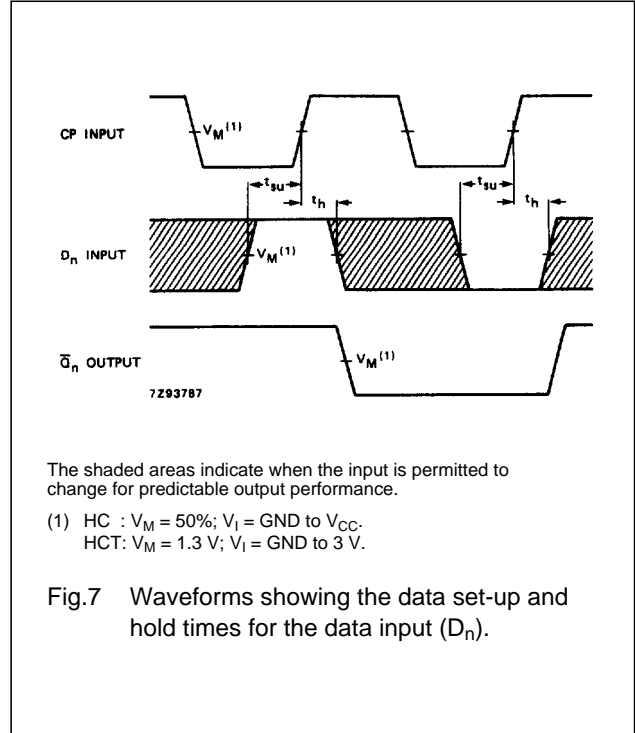 CP INPUT
V_M (1)
t_su
t_h
t_su
t_h
D_n INPUT
V_M (1)
Q̅_n OUTPUT
V_M (1)
7Z93787
The shaded areas indicate when the input is permitted to
change for predictable output performance.
(1) HC : V_M = 50%; V_I = GND to V_CC.
HCT: V_M = 1.3 V; V_I = GND to 3 V.
Fig.7 Waveforms showing the data set-up and
hold times for the data input (D_n).